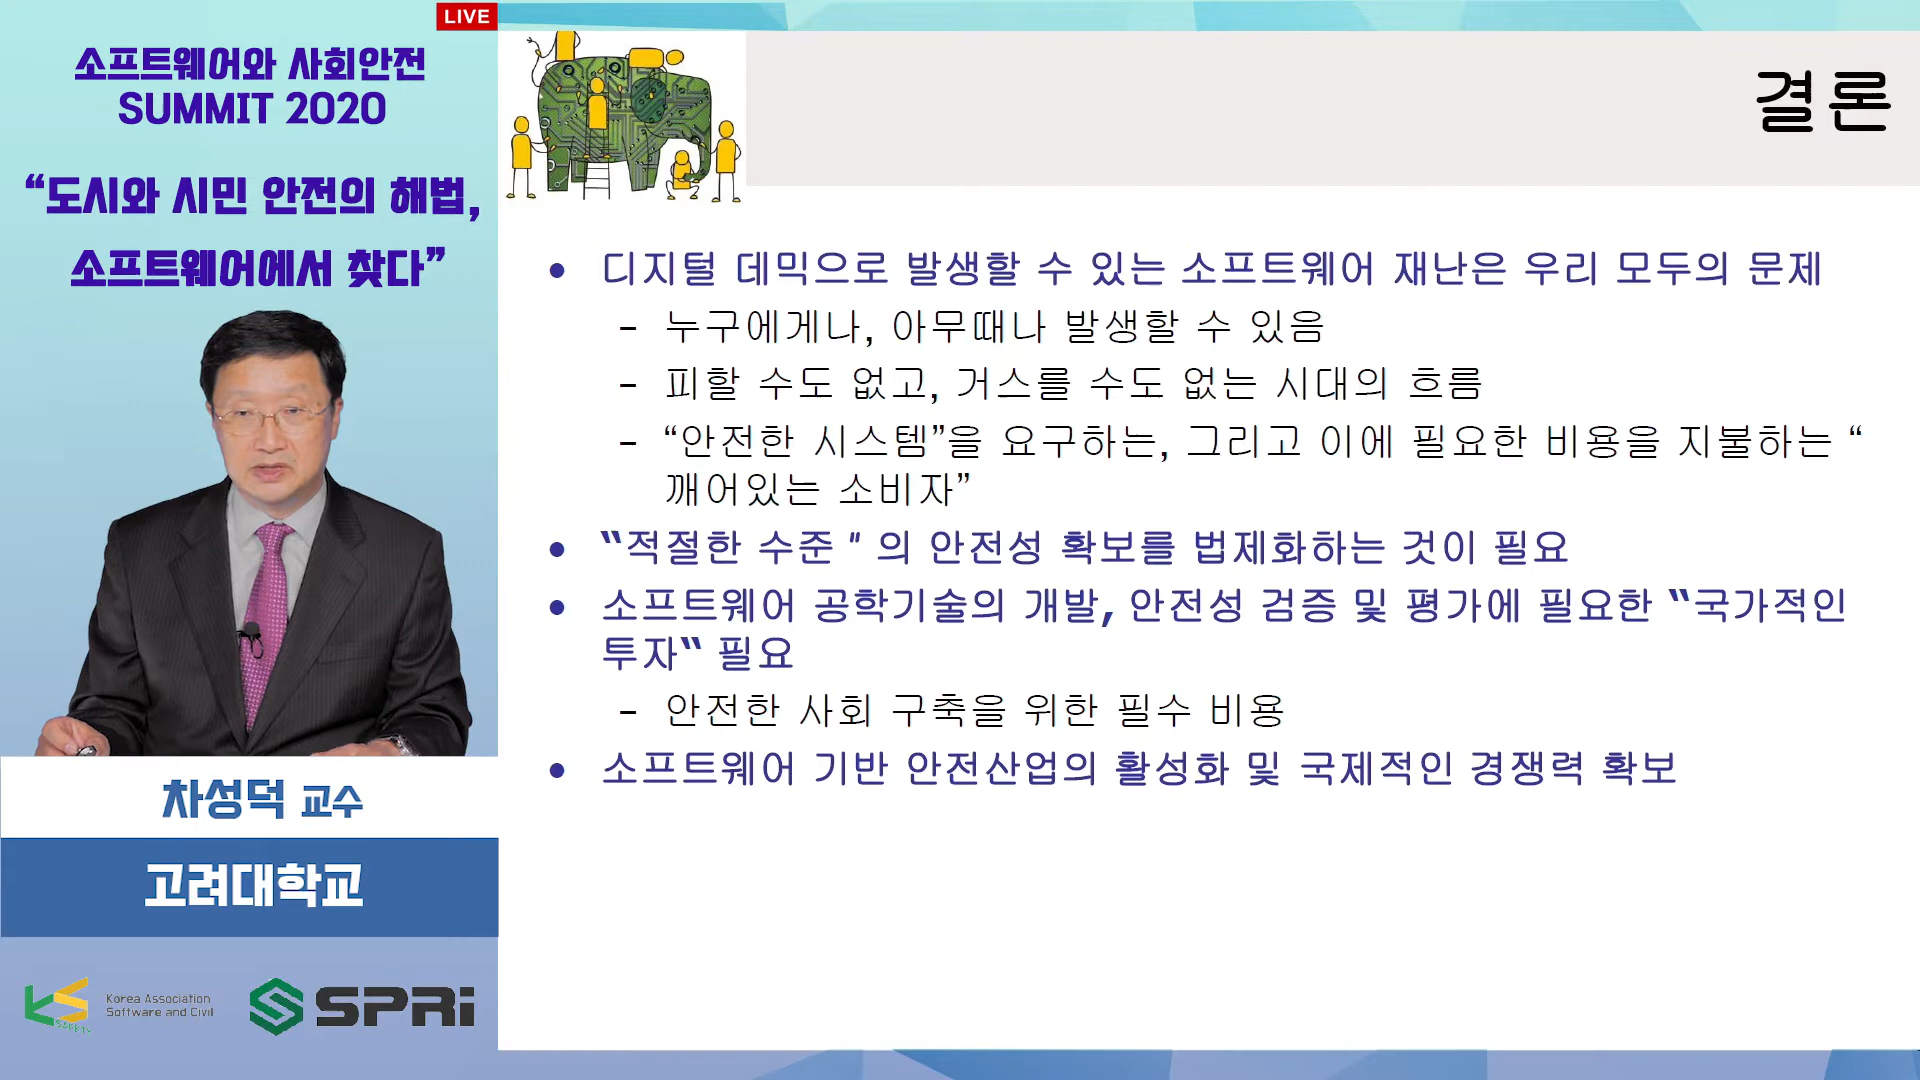 LIVE
소프트웨어와 사회안전
SUMMIT 2020
“도시와 시민 안전의 해법,
소프트웨어에서 찾다”
차성덕 교수
고려대학교
Korea Association
Software and Civil
SPRi
결론
• 디지털 데믹으로 발생할 수 있는 소프트웨어 재난은 우리 모두의 문제
– 누구에게나, 아무때나 발생할 수 있음
– 피할 수도 없고, 거스를 수도 없는 시대의 흐름
– “안전한 시스템”을 요구하는, 그리고 이에 필요한 비용을 지불하는 “
깨어있는 소비자”
• “적절한 수준" 의 안전성 확보를 법제화하는 것이 필요
• 소프트웨어 공학기술의 개발, 안전성 검증 및 평가에 필요한 “국가적인
투자“ 필요
– 안전한 사회 구축을 위한 필수 비용
• 소프트웨어 기반 안전산업의 활성화 및 국제적인 경쟁력 확보